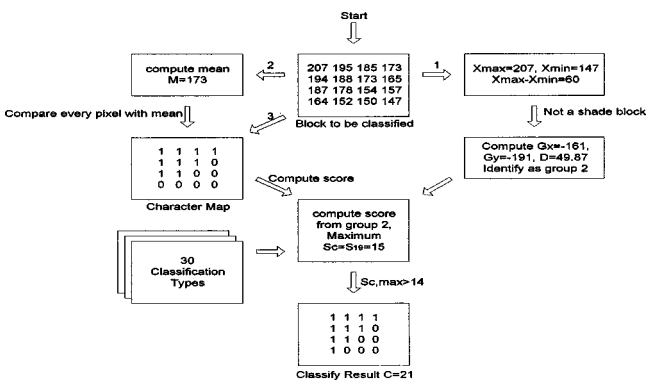 Start
compute mean
M=173
2
207 195 185 173
194 188 173 165
187 178 154 157
164 152 150 147
1
Xmax=207, Xmin=147
Xmax-Xmin=60
Compare every pixel with mean
3
Block to be classified
Not a shade block
1 1 1 1
1 1 1 0
1 1 0 0
0 0 0 0
Character Map
Compute score
Compute Gx=-161,
Gy=-191, D=49.87
Identify as group 2
compute score
from group 2,
Maximum
Sc=S19=15
30
Classification
Types
Sc,max>14
1 1 1 1
1 1 1 0
1 1 0 0
1 0 0 0
Classify Result C=21